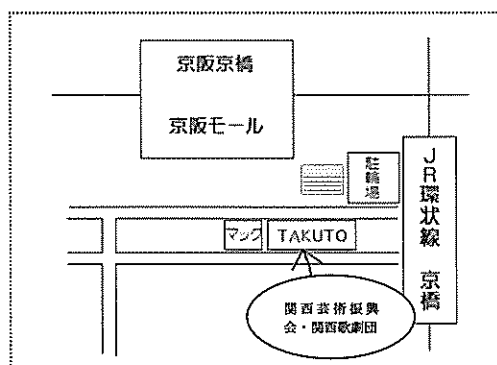 京阪京橋
京阪モール
駐輪場
JR環状線 京橋
マック
TAKUTO
関西芸術振興
会・関西歌劇団